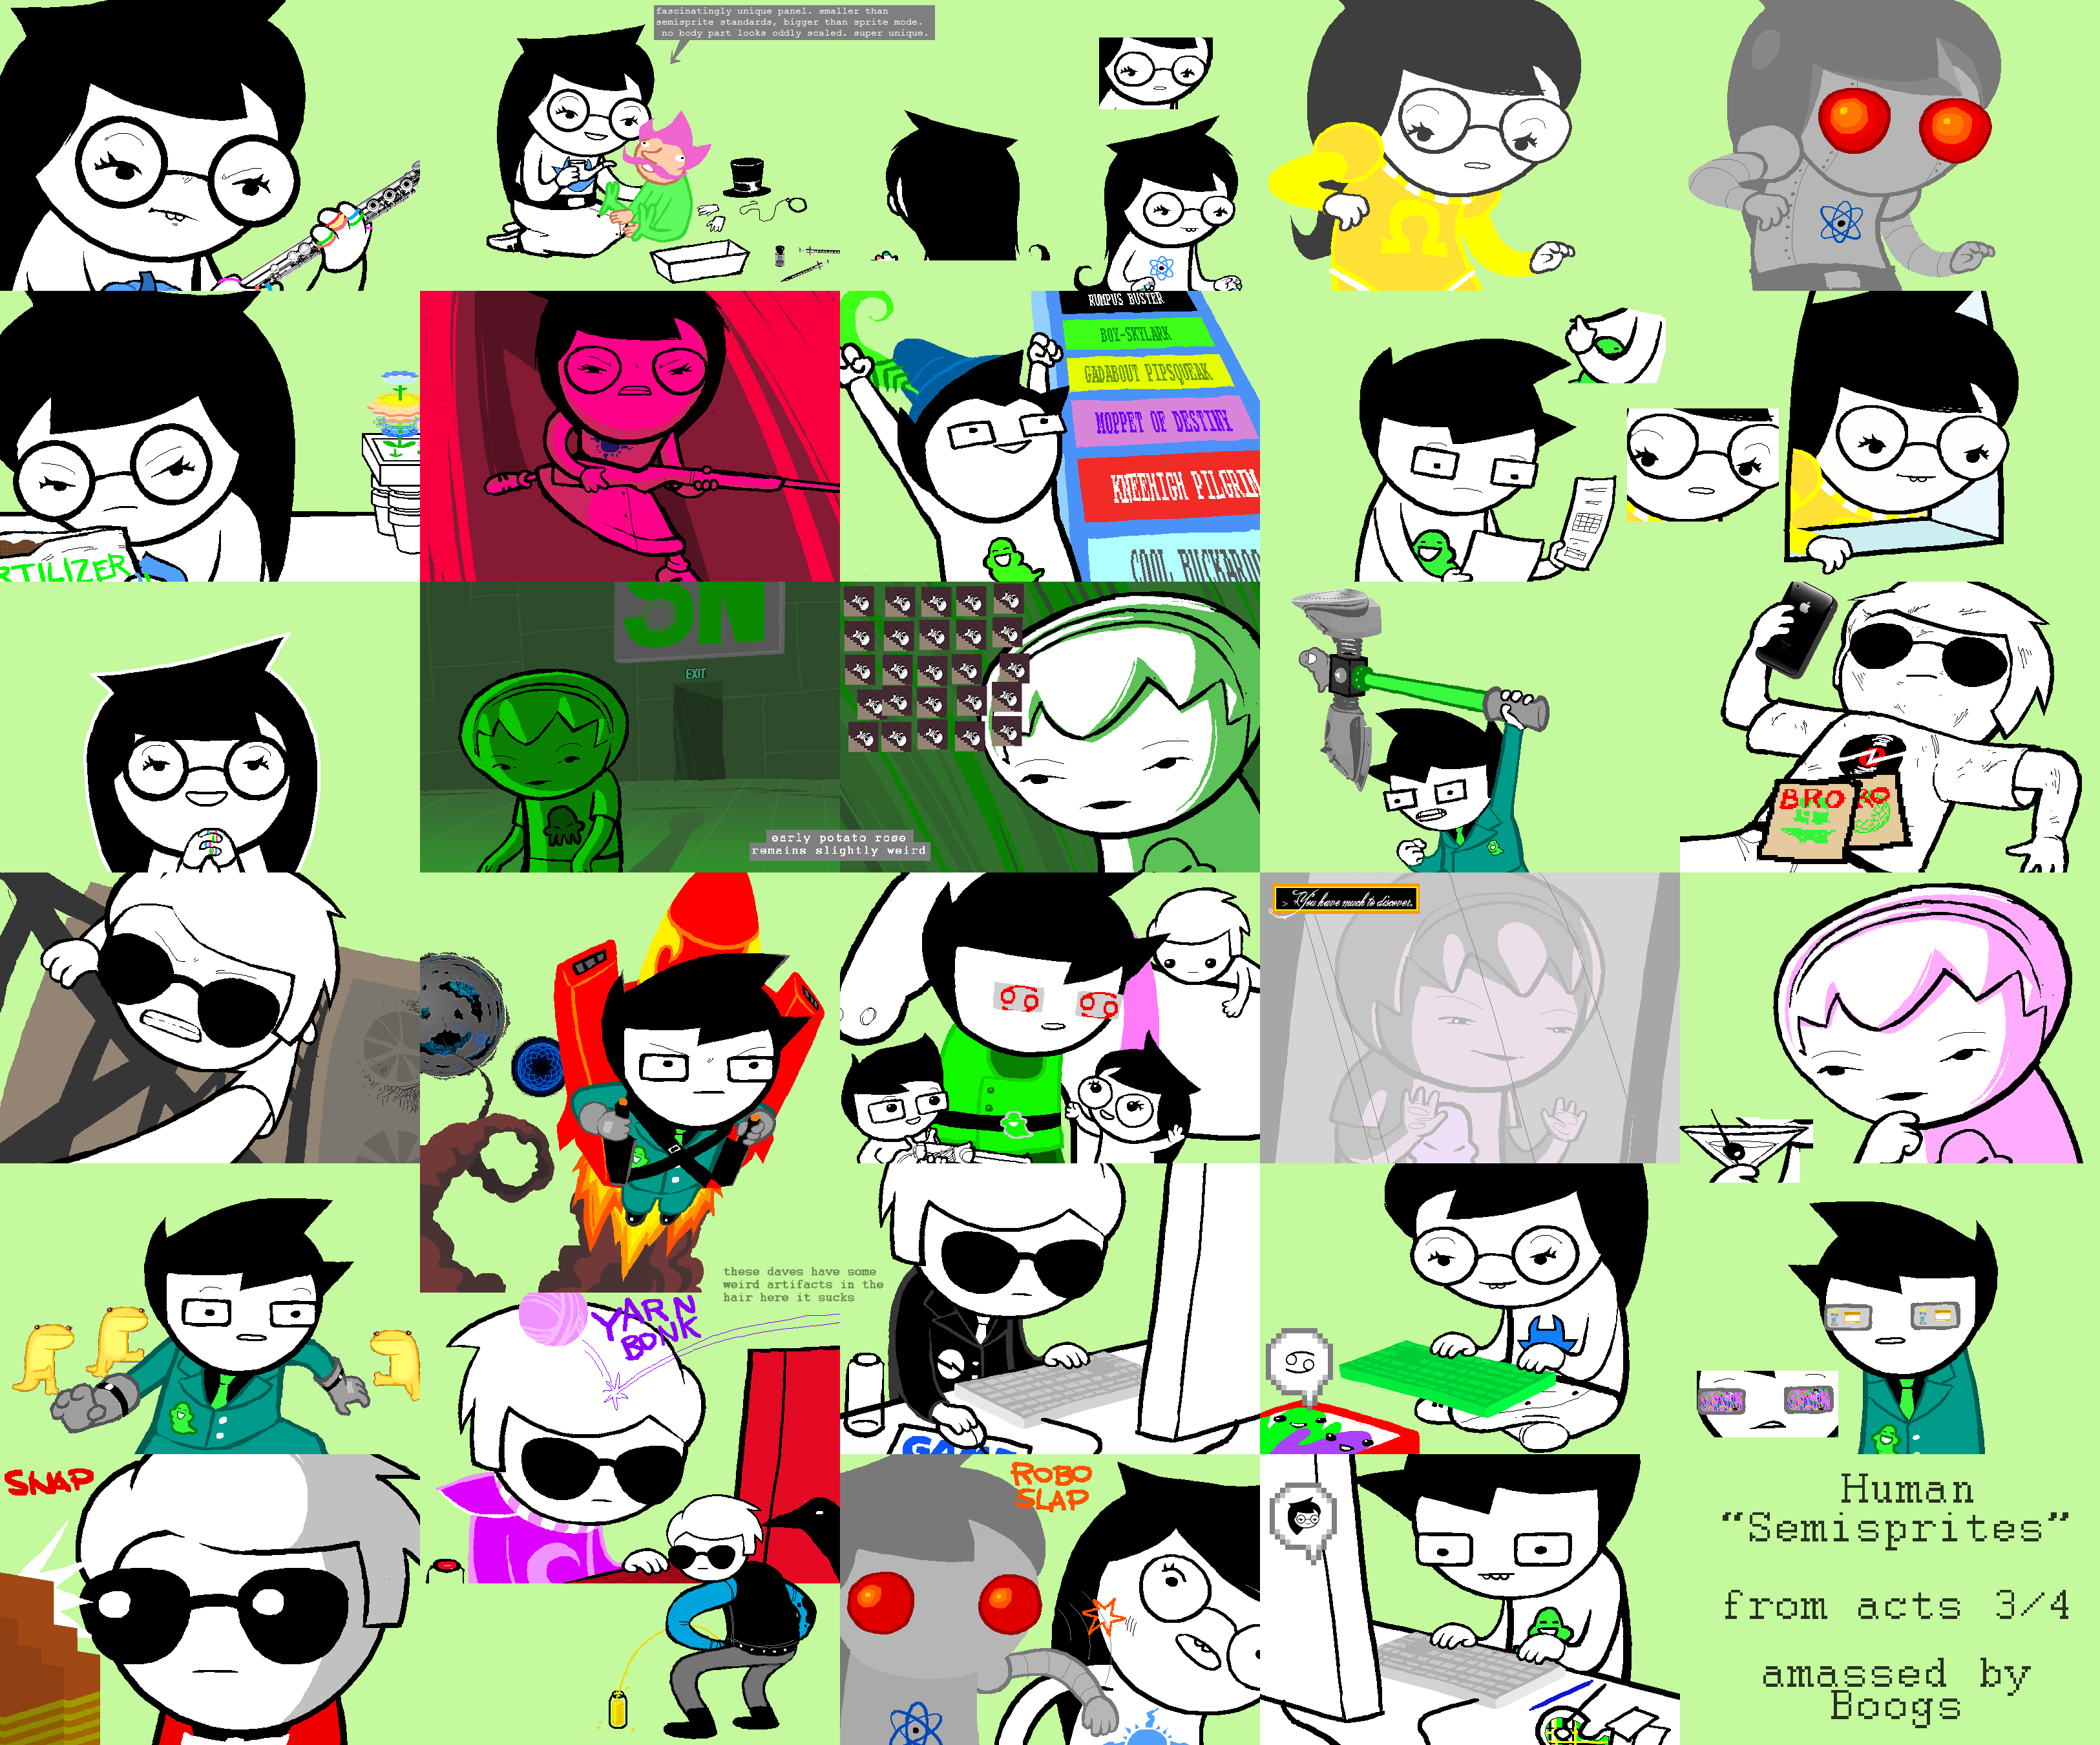 fascinatingly unique panel. smaller than
semisprite standards, bigger than sprite mode.
no body part looks oddly scaled. super unique.
RUMPUS BUSTER
BOY-SKYLARK
GADABOUT PIPSQUEAK
MOPPET OF DESTINY
KNEEHIGH PILGRIM
COOL BUCKAROO
RTILIZER
SN
EXIT
early potato rose
remains slightly weird
BRO
RO
> You have much to discover.
these daves have some
weird artifacts in the
hair here it sucks
YARN
BONK
GAME
SNAP
ROBO
SLAP
Human
“Semisprites”
from acts 3/4
amassed by
Boogs